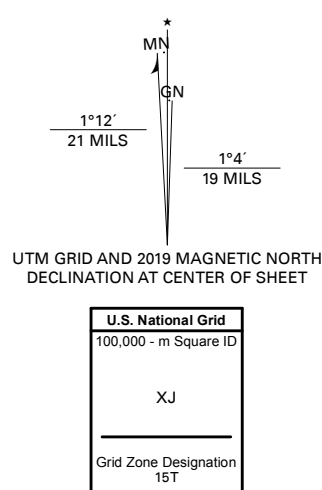 MN
GN
1°12´
21 MILS
1°4´
19 MILS
UTM GRID AND 2019 MAGNETIC NORTH
DECLINATION AT CENTER OF SHEET
U.S. National Grid
100,000 - m Square ID
XJ
Grid Zone Designation
15T